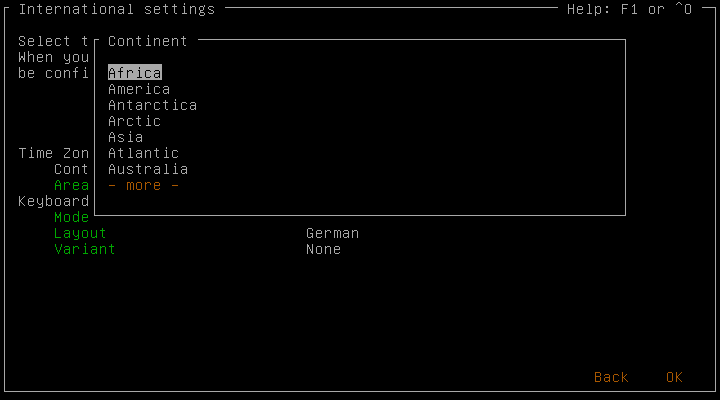 International settings Help: F1 or ^O
Select t
When you
be confi
Continent
Africa
America
Antarctica
Arctic
Asia
Atlantic
Australia
- more -
Time Zon
Cont
Area
Keyboard
Mode
Layout German
Variant None
Back OK